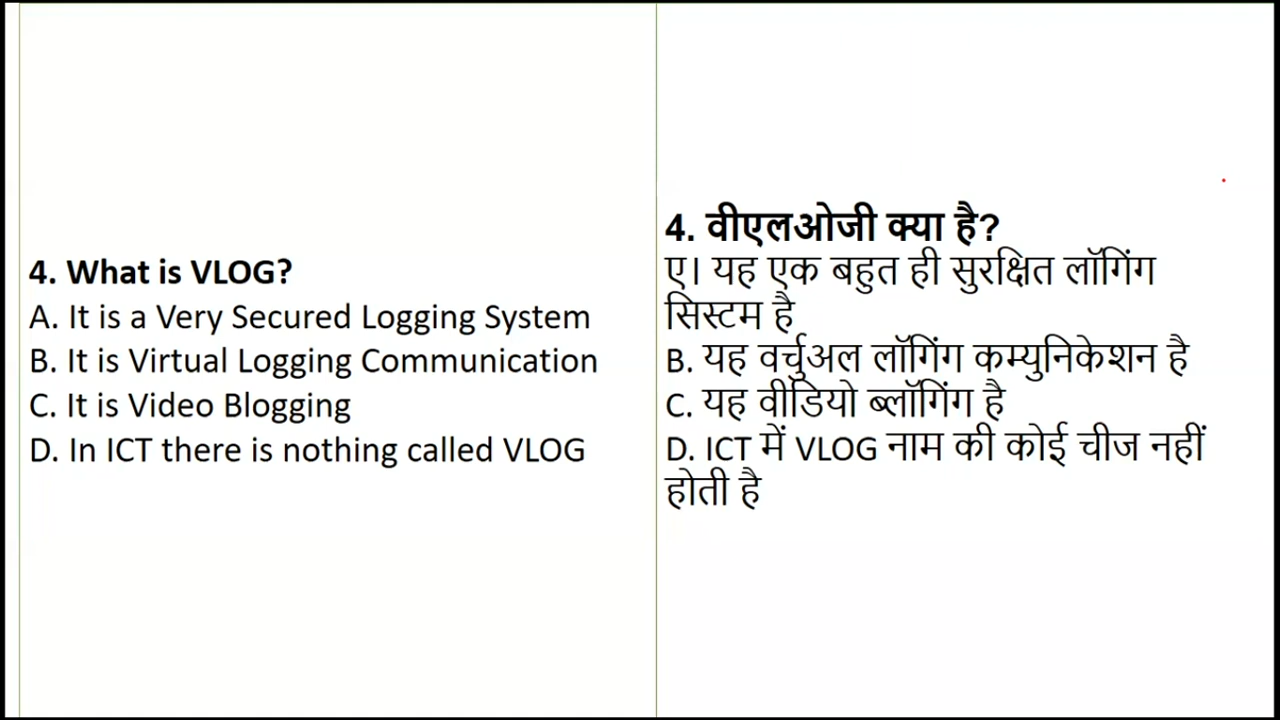 4. What is VLOG?
A. It is a Very Secured Logging System
B. It is Virtual Logging Communication
C. It is Video Blogging
D. In ICT there is nothing called VLOG
4. वीएलओजी क्या है?
ए। यह एक बहुत ही सुरक्षित लॉगिंग
सिस्टम है
B. यह वर्चुअल लॉगिंग कम्युनिकेशन है
C. यह वीडियो ब्लॉगिंग है
D. ICT में VLOG नाम की कोई चीज नहीं
होती है